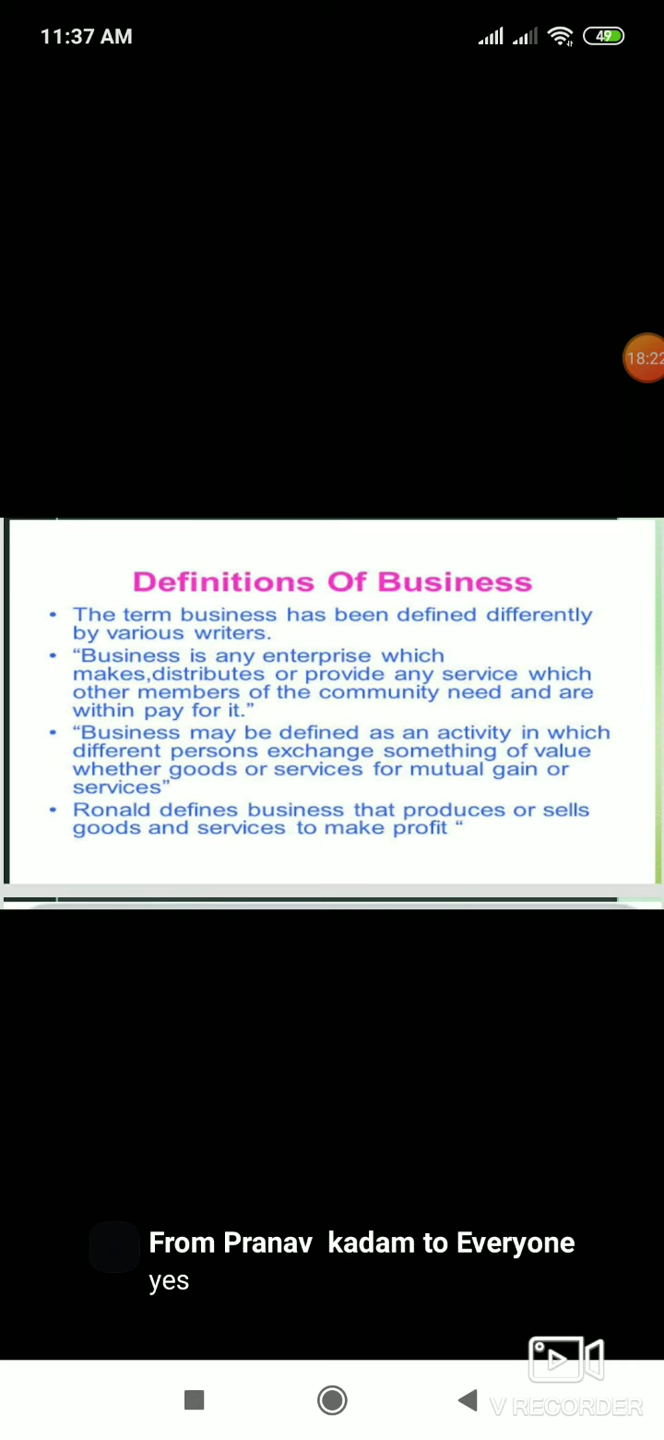 11:37 AM
49
18:22
Definitions Of Business
• The term business has been defined differently
by various writers.
• “Business is any enterprise which
makes,distributes or provide any service which
other members of the community need and are
within pay for it.”
• “Business may be defined as an activity in which
different persons exchange something of value
whether goods or services for mutual gain or
services”
• Ronald defines business that produces or sells
goods and services to make profit “
From Pranav  kadam to Everyone
yes
V RECORDER